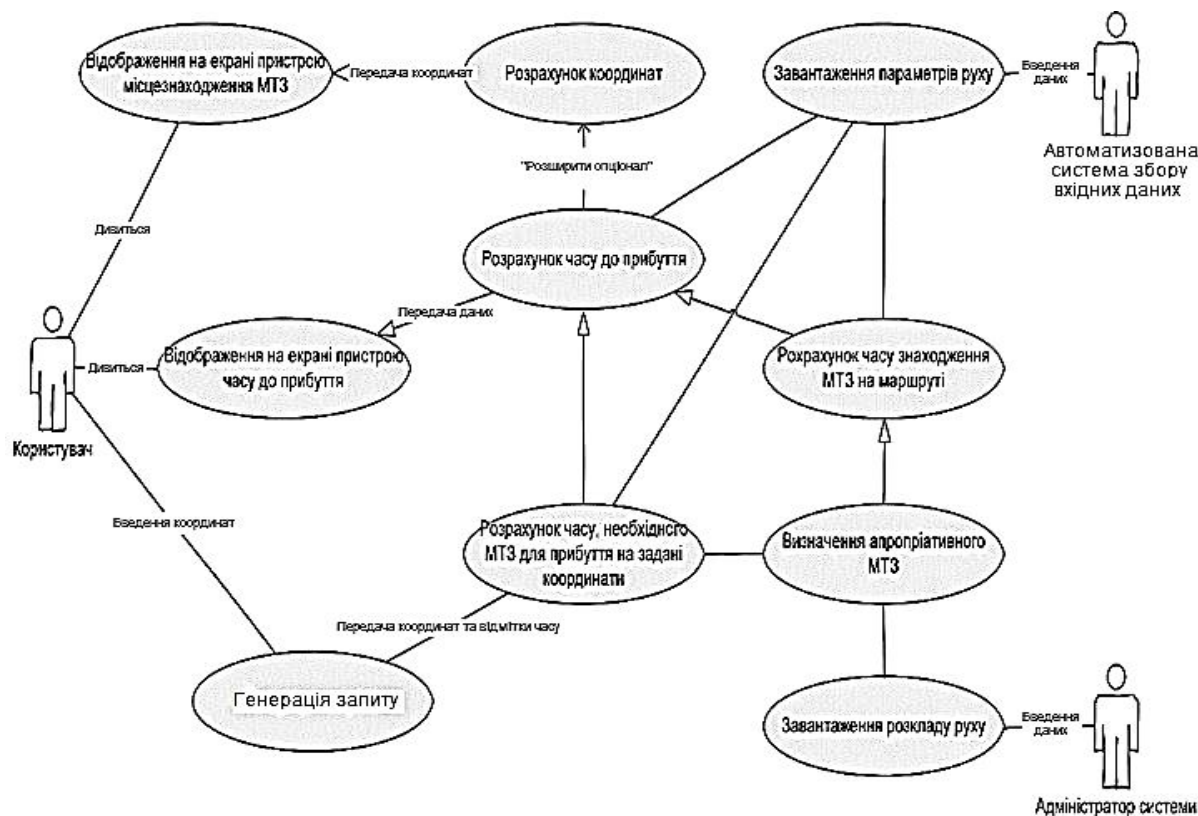 Відображення на екрані пристрою
місцезнаходження МТЗ
Передача координат
Розрахунок координат
Завантаження параметрів руху
Введення
даних
Автоматизована
система збору
вхідних даних
"Розширити опціонал"
Дивиться
Розрахунок часу до прибуття
Передача даних
Відображення на екрані пристрою
часу до прибуття
Дивиться
Користувач
Розрахунок часу знаходження
МТЗ на маршруті
Введення координат
Розрахунок часу, необхідного
МТЗ для прибуття на задані
координати
Визначення апропріативного
МТЗ
Передача координат та відмітки часу
Генерація запиту
Завантаження розкладу руху
Введення
даних
Адміністратор системи